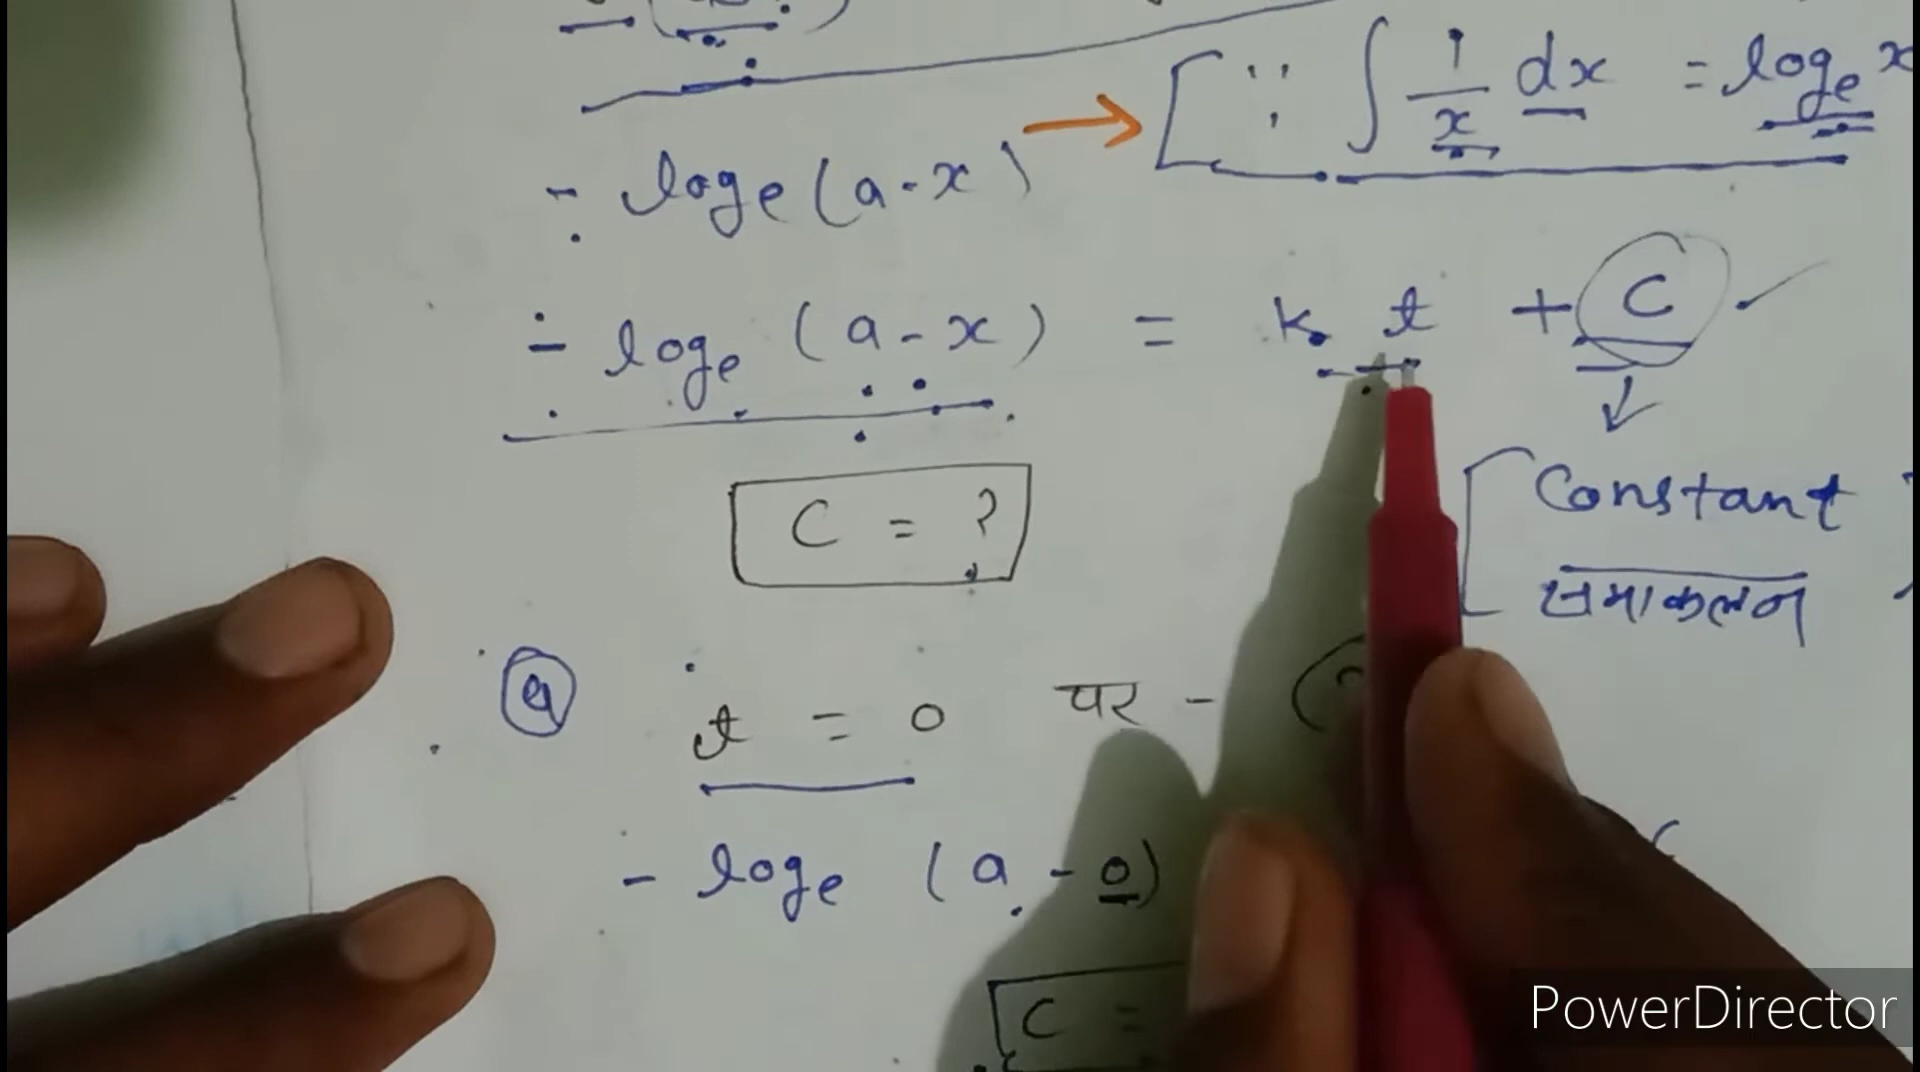 ∵ ∫ 1/x dx = logₑ x
- logₑ (a-x)
- logₑ (a-x) = k. t + C
C = ?
Constant
समाकलन
t = 0 पर -
- logₑ (a - 0)
C =
PowerDirector